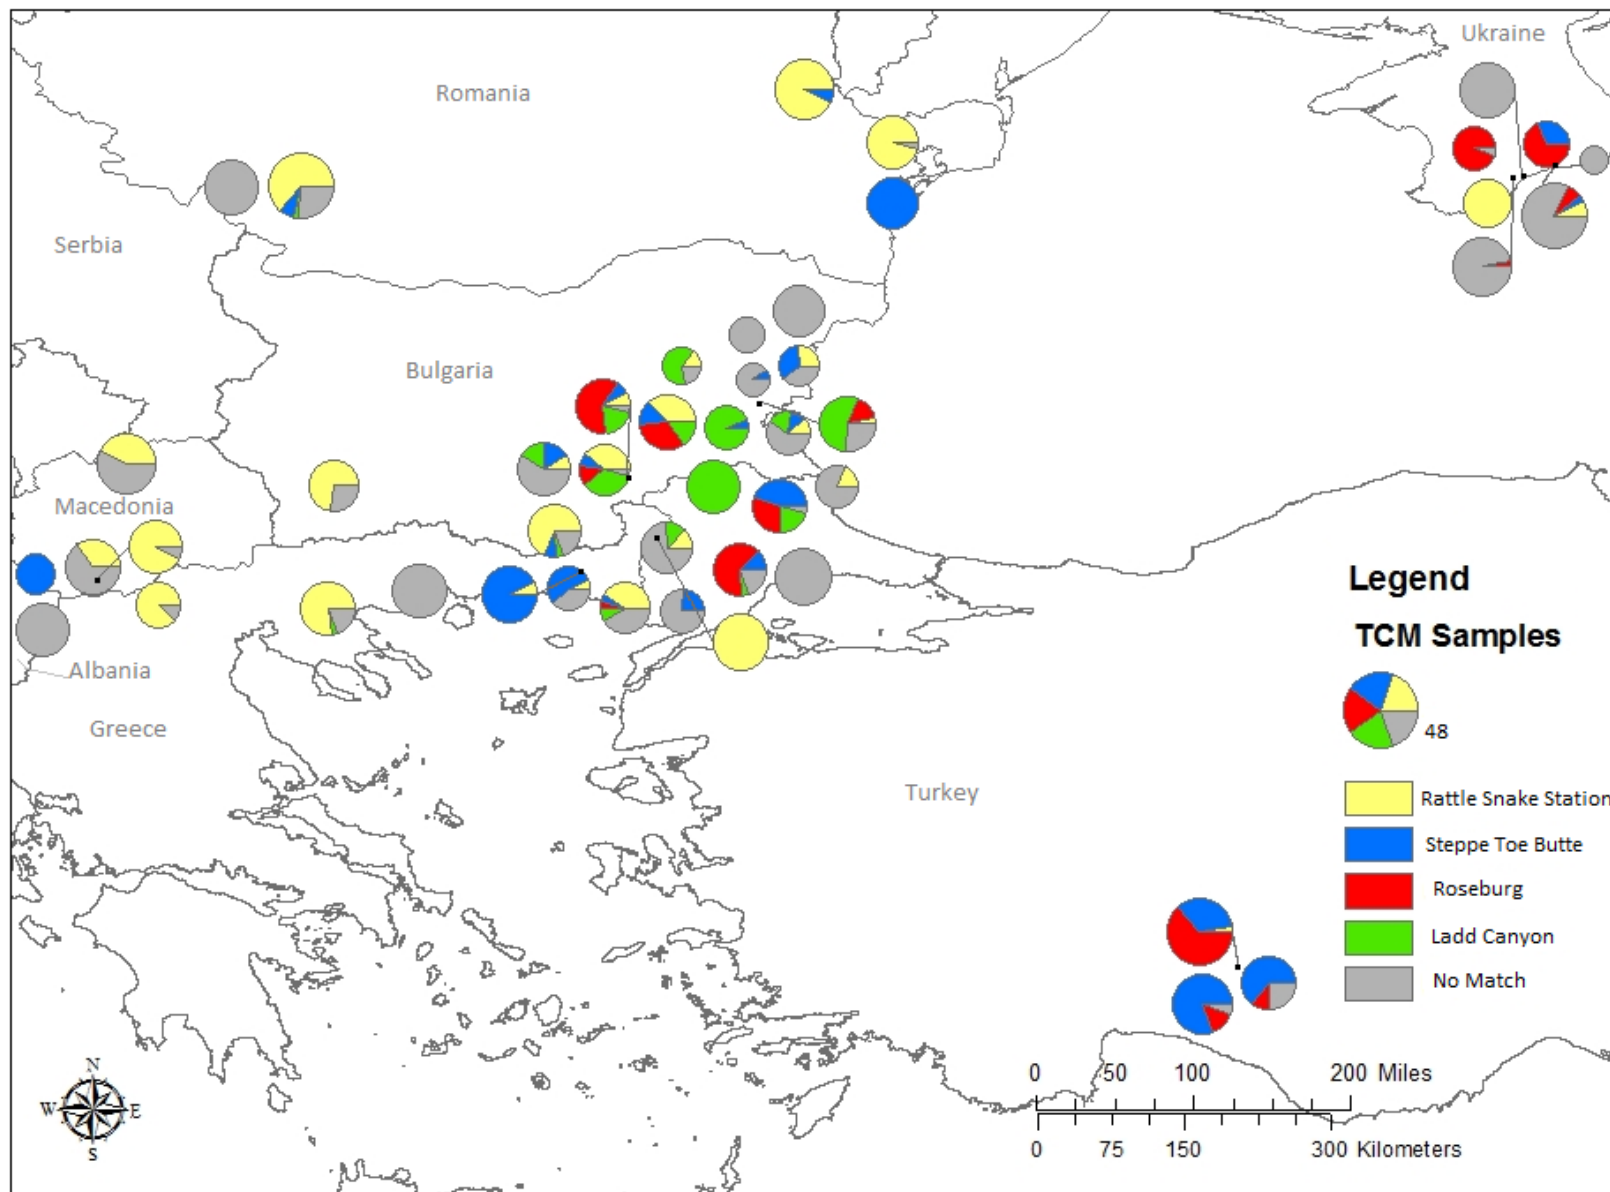 Ukraine
Romania
Serbia
Bulgaria
Macedonia
Albania
Greece
Turkey
Legend
TCM Samples
48
Rattle Snake Station
Steppe Toe Butte
Roseburg
Ladd Canyon
No Match
N
W E
S
0 50 100 200 Miles
0 75 150 300 Kilometers